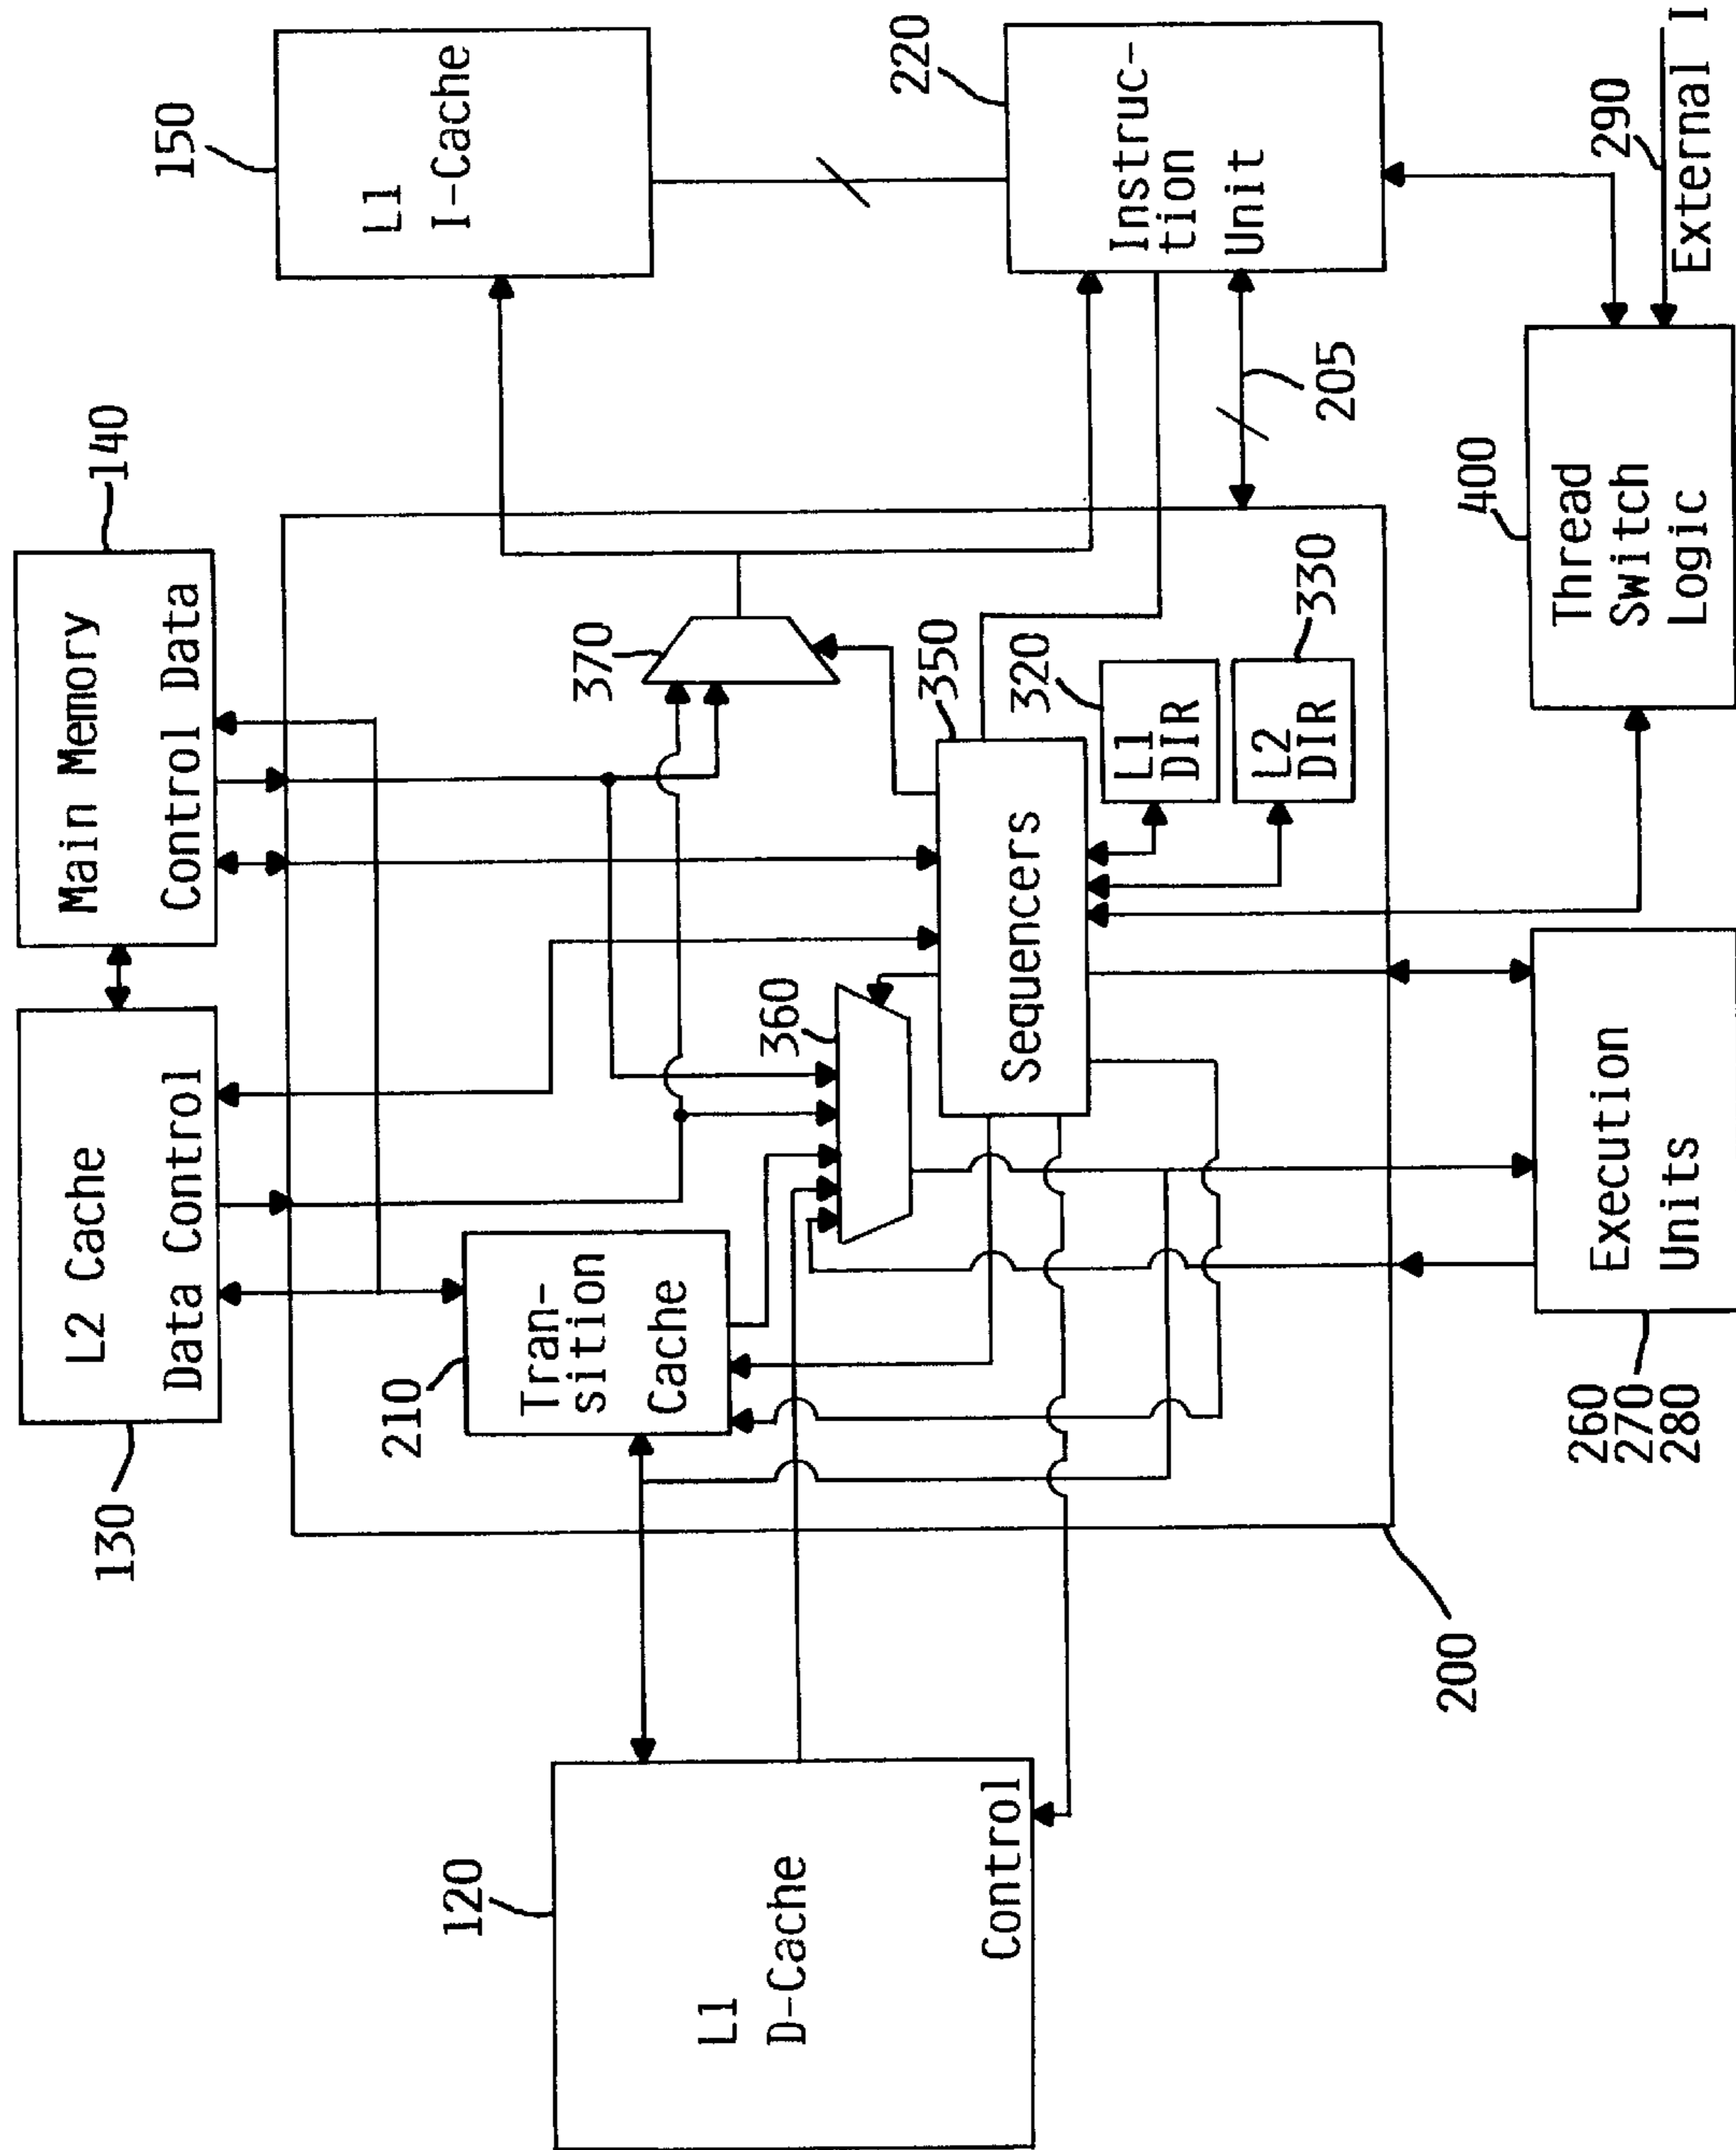 130
L2 Cache
Data Control
Main Memory
Control Data
140
150
L1
I-Cache
120
L1
D-Cache
Control
210
Tran-
sition
Cache
360
370
350
Sequencers
320
L1
DIR
330
L2
DIR
220
Instruc-
tion
Unit
205
200
260
270
280
Execution
Units
400
Thread
Switch
Logic
290
External I